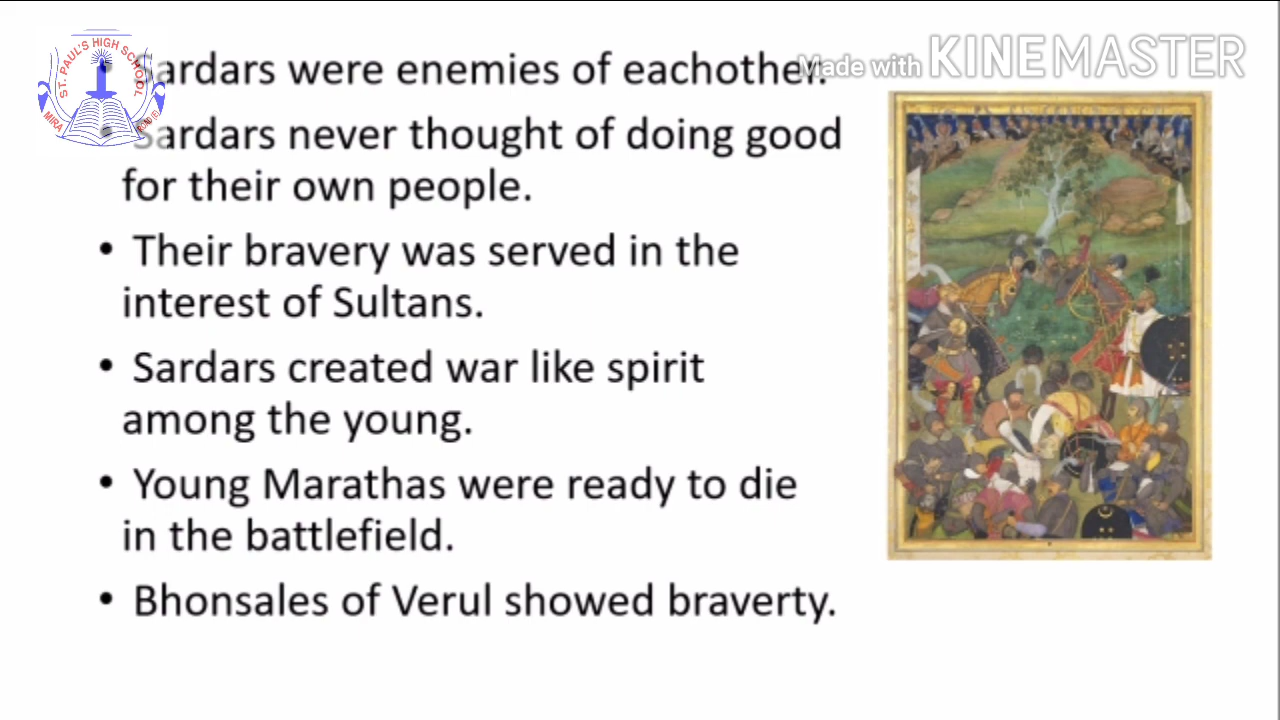 Sardars were enemies of eachother.
Made with KINEMASTER
ST. PAUL'S HIGH SCHOOL
MIRA
• Sardars never thought of doing good
for their own people.
• Their bravery was served in the
interest of Sultans.
• Sardars created war like spirit
among the young.
• Young Marathas were ready to die
in the battlefield.
• Bhonsales of Verul showed braverty.